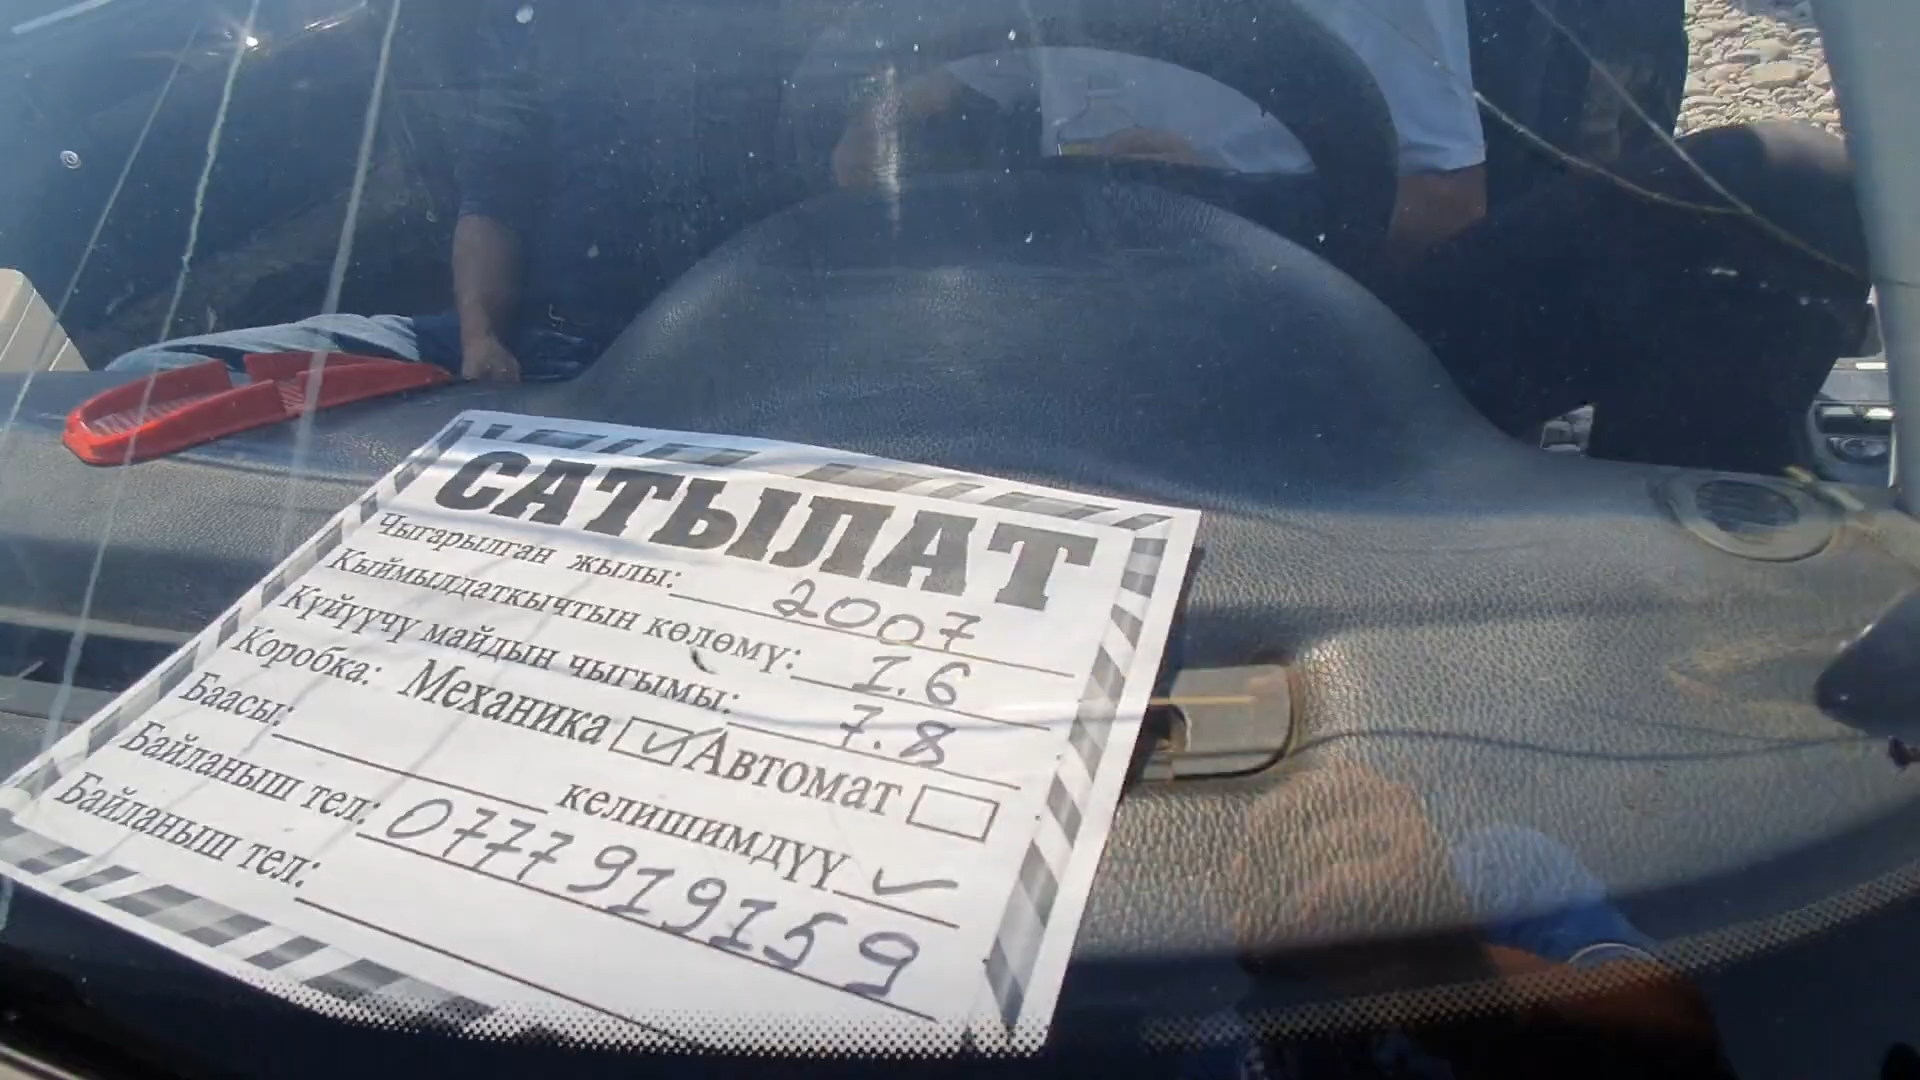 САТЫЛАТ
Чыгарылган жылы: 2007
Кыймылдаткычтын көлөмү: 1.6
Күйүүчү майдын чыгымы: 7.8
Коробка: Механика ✓ Автомат
Баасы: келишимдүү ✓
Байланыш тел: 0777919159
Байланыш тел: